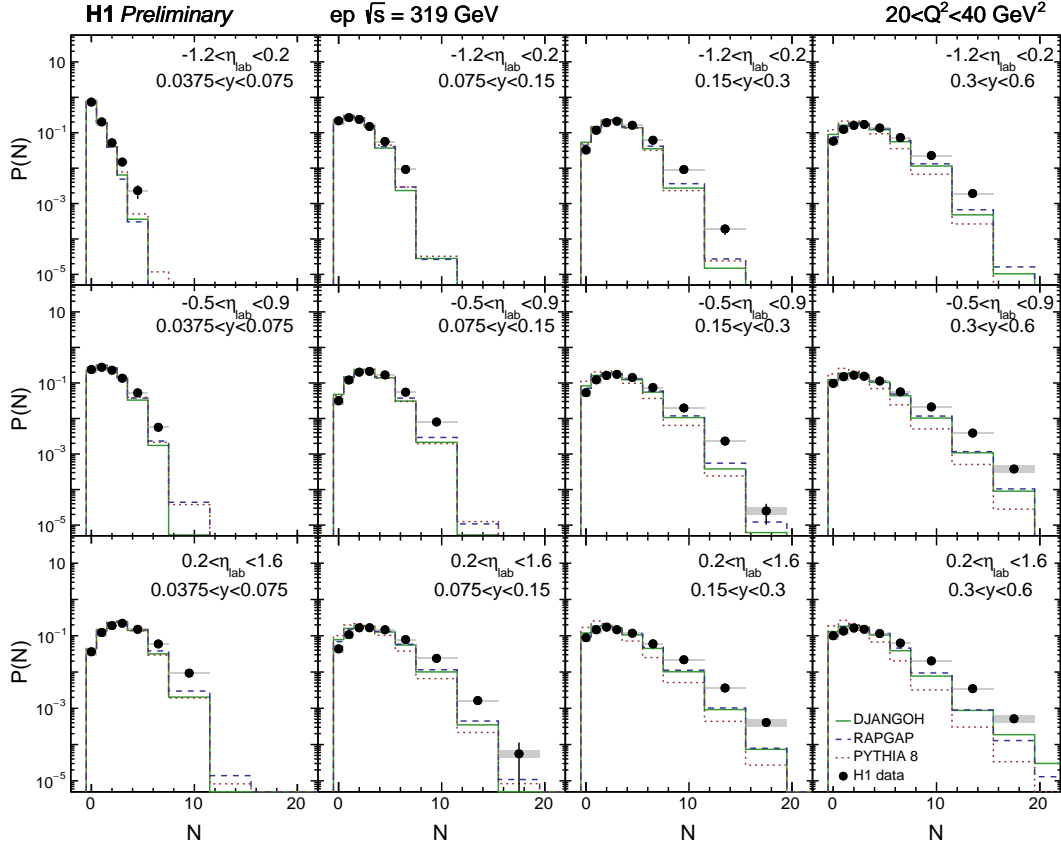 H1 Preliminary ep √s = 319 GeV 20<Q²<40 GeV²
-1.2<η_lab<0.2 -1.2<η_lab<0.2 -1.2<η_lab<0.2 -1.2<η_lab<0.2
0.0375<y<0.075 0.075<y<0.15 0.15<y<0.3 0.3<y<0.6
10
10⁻¹
P(N)
10⁻³
10⁻⁵
-0.5<η_lab<0.9 -0.5<η_lab<0.9 -0.5<η_lab<0.9 -0.5<η_lab<0.9
0.0375<y<0.075 0.075<y<0.15 0.15<y<0.3 0.3<y<0.6
10
10⁻¹
P(N)
10⁻³
10⁻⁵
0.2<η_lab<1.6 0.2<η_lab<1.6 0.2<η_lab<1.6 0.2<η_lab<1.6
0.0375<y<0.075 0.075<y<0.15 0.15<y<0.3 0.3<y<0.6
10
10⁻¹
P(N)
10⁻³
10⁻⁵
DJANGOH
RAPGAP
PYTHIA 8
H1 data
0 10 20 0 10 20 0 10 20 0 10 20
N N N N